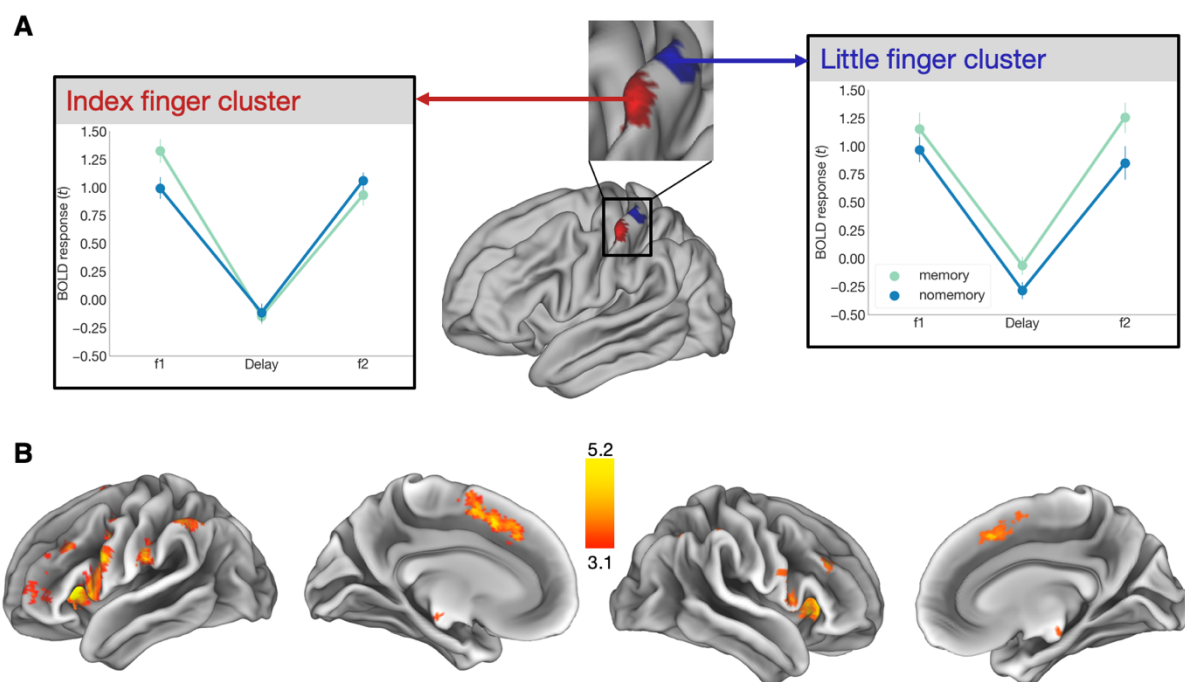 A
Index finger cluster
BOLD response (t)
1.50
1.25
1.00
0.75
0.50
0.25
0.00
−0.25
−0.50
f1 Delay f2
Little finger cluster
BOLD response (t)
1.50
1.25
1.00
0.75
0.50
0.25
0.00
−0.25
−0.50
memory
nomemory
f1 Delay f2
B
5.2
3.1